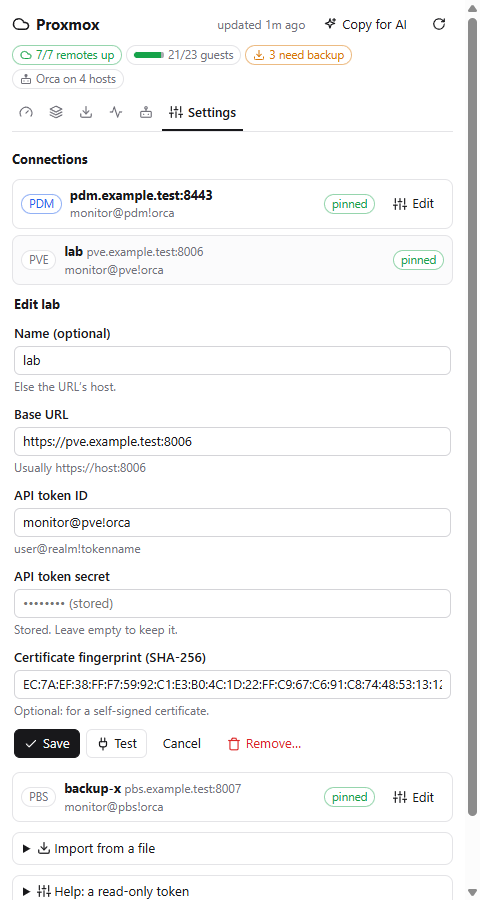 Proxmox updated 1m ago Copy for AI
7/7 remotes up 21/23 guests 3 need backup
Orca on 4 hosts
Settings
Connections
PDM pdm.example.test:8443 pinned Edit
monitor@pdm!orca
PVE lab pve.example.test:8006 pinned
monitor@pve!orca
Edit lab
Name (optional)
lab
Else the URL's host.
Base URL
https://pve.example.test:8006
Usually https://host:8006
API token ID
monitor@pve!orca
user@realm!tokenname
API token secret
•••••••• (stored)
Stored. Leave empty to keep it.
Certificate fingerprint (SHA-256)
EC:7A:EF:38:FF:F7:59:92:C1:E3:B0:4C:1D:22:FF:C9:67:C6:91:C8:74:48:53:13:12
Optional: for a self-signed certificate.
Save Test Cancel Remove...
PBS backup-x pbs.example.test:8007 pinned Edit
monitor@pbs!orca
Import from a file
Help: a read-only token